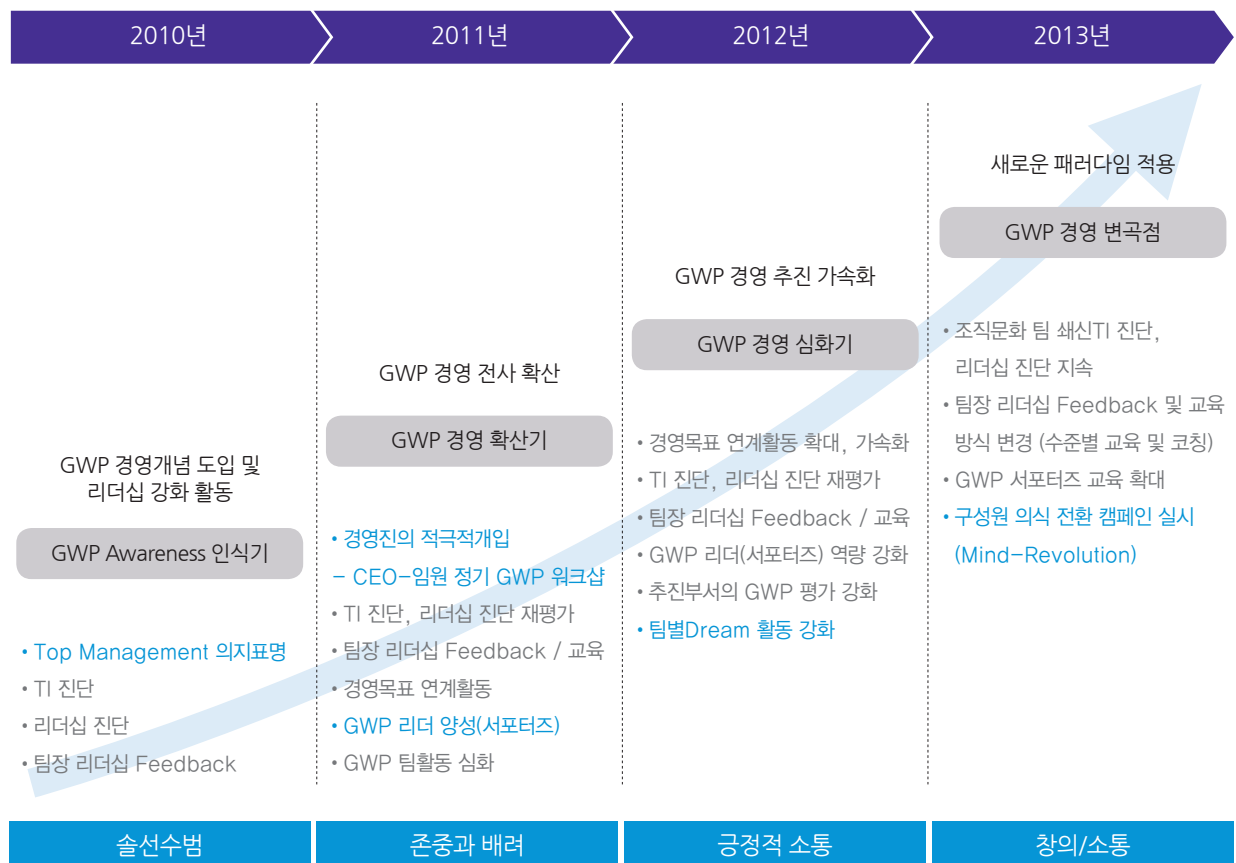 2010년
2011년
2012년
2013년
GWP 경영개념 도입 및
리더십 강화 활동
GWP Awareness 인식기
• Top Management 의지표명
• TI 진단
• 리더십 진단
• 팀장 리더십 Feedback
솔선수범
GWP 경영 전사 확산
GWP 경영 확산기
• 경영진의 적극적개입
– CEO-임원 정기 GWP 워크샵
• TI 진단, 리더십 진단 재평가
• 팀장 리더십 Feedback / 교육
• 경영목표 연계활동
• GWP 리더 양성(서포터즈)
• GWP 팀활동 심화
존중과 배려
GWP 경영 추진 가속화
GWP 경영 심화기
• 경영목표 연계활동 확대, 가속화
• TI 진단, 리더십 진단 재평가
• 팀장 리더십 Feedback / 교육
• GWP 리더(서포터즈) 역량 강화
• 추진부서의 GWP 평가 강화
• 팀별Dream 활동 강화
긍정적 소통
새로운 패러다임 적용
GWP 경영 변곡점
• 조직문화 팀 쇄신TI 진단,
리더십 진단 지속
• 팀장 리더십 Feedback 및 교육
방식 변경 (수준별 교육 및 코칭)
• GWP 서포터즈 교육 확대
• 구성원 의식 전환 캠페인 실시
(Mind-Revolution)
창의/소통